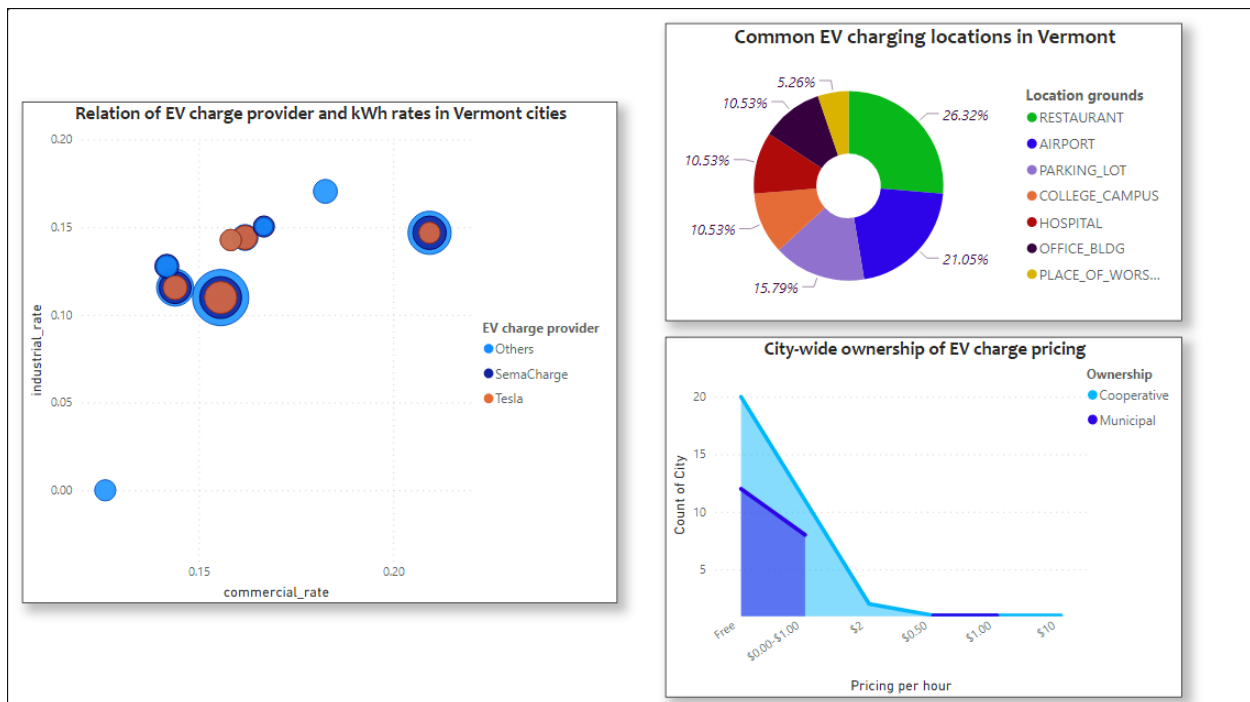 Relation of EV charge provider and kWh rates in Vermont cities
0.20
0.15
0.10
0.05
0.00
industrial_rate
0.15
0.20
commercial_rate
EV charge provider
Others
SemaCharge
Tesla
Common EV charging locations in Vermont
5.26%
10.53%
10.53%
10.53%
15.79%
21.05%
26.32%
Location grounds
RESTAURANT
AIRPORT
PARKING_LOT
COLLEGE_CAMPUS
HOSPITAL
OFFICE_BLDG
PLACE_OF_WORS...
City-wide ownership of EV charge pricing
Ownership
Cooperative
Municipal
20
15
10
5
Count of City
Free
$0.00-$1.00
$2
$0.50
$1.00
$10
Pricing per hour